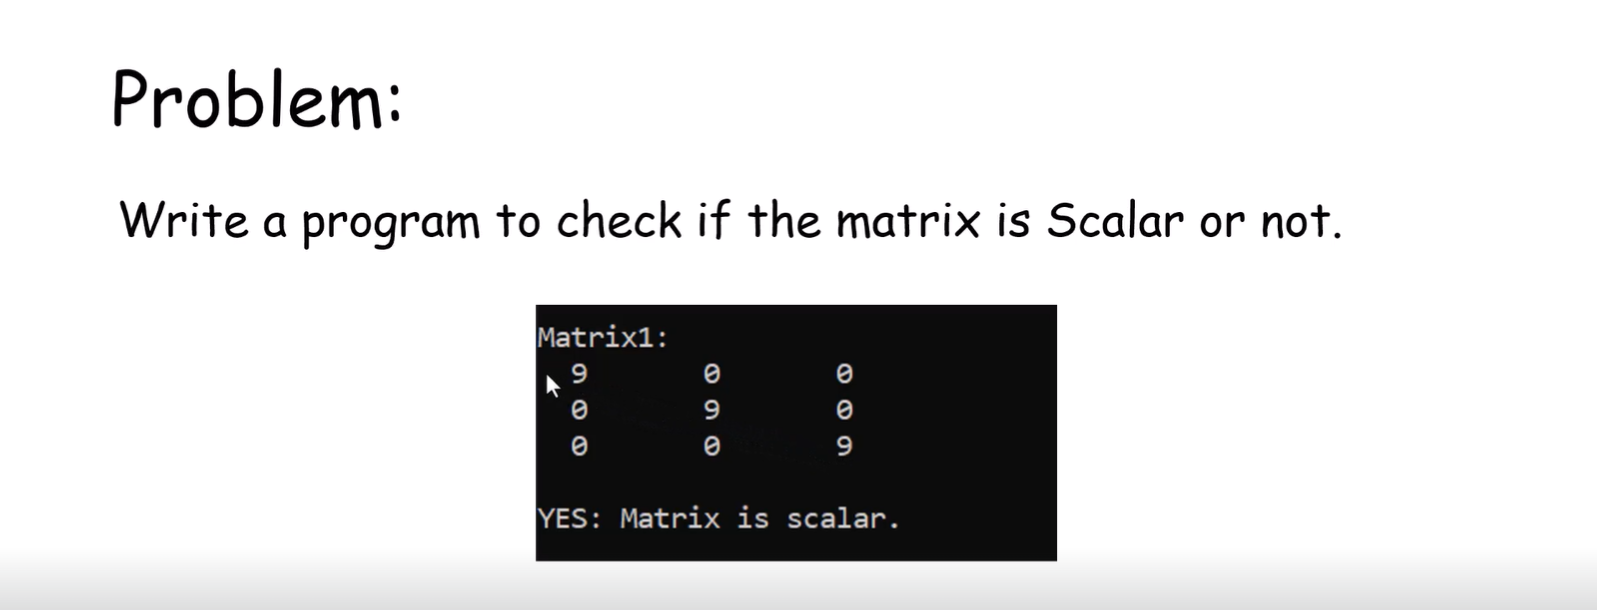 Problem:
Write a program to check if the matrix is Scalar or not.
Matrix1:
9 0 0
0 9 0
0 0 9
YES: Matrix is scalar.